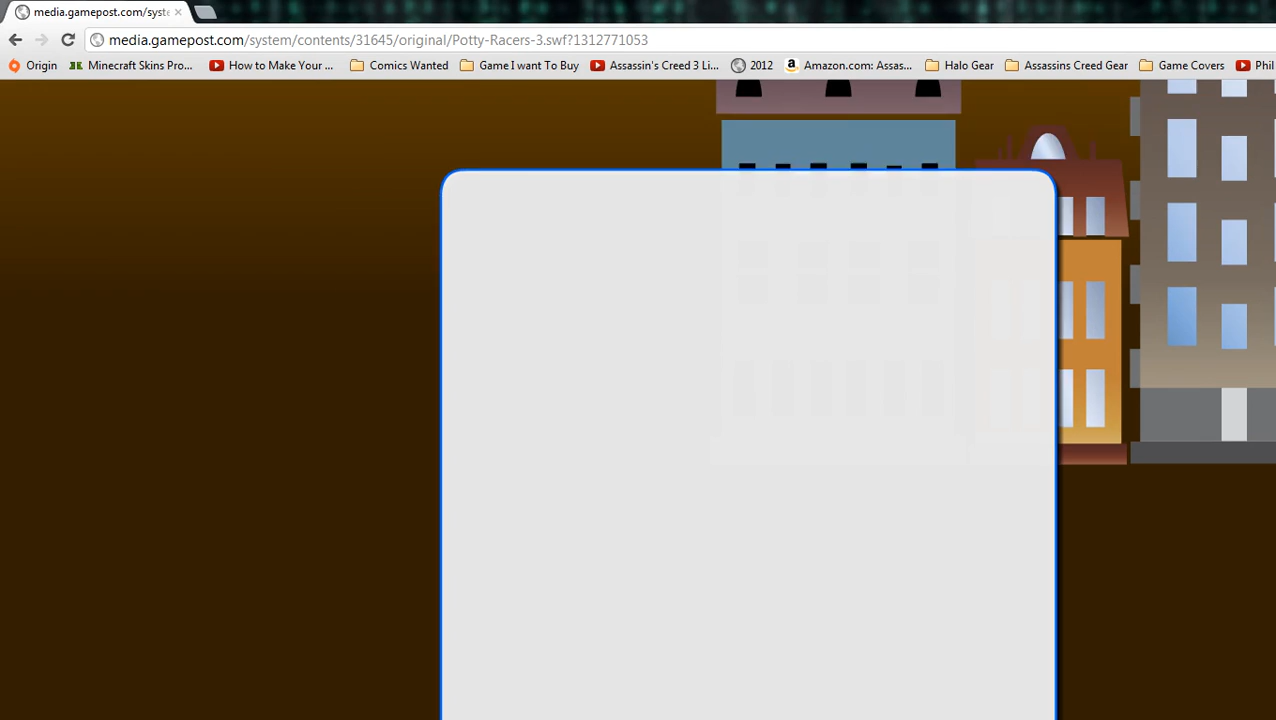 media.gamepost.com/syste
media.gamepost.com/system/contents/31645/original/Potty-Racers-3.swf?1312771053
Origin Minecraft Skins Pro... How to Make Your ... Comics Wanted Game I want To Buy Assassin's Creed 3 Li... 2012 Amazon.com: Assas... Halo Gear Assassins Creed Gear Game Covers Phil